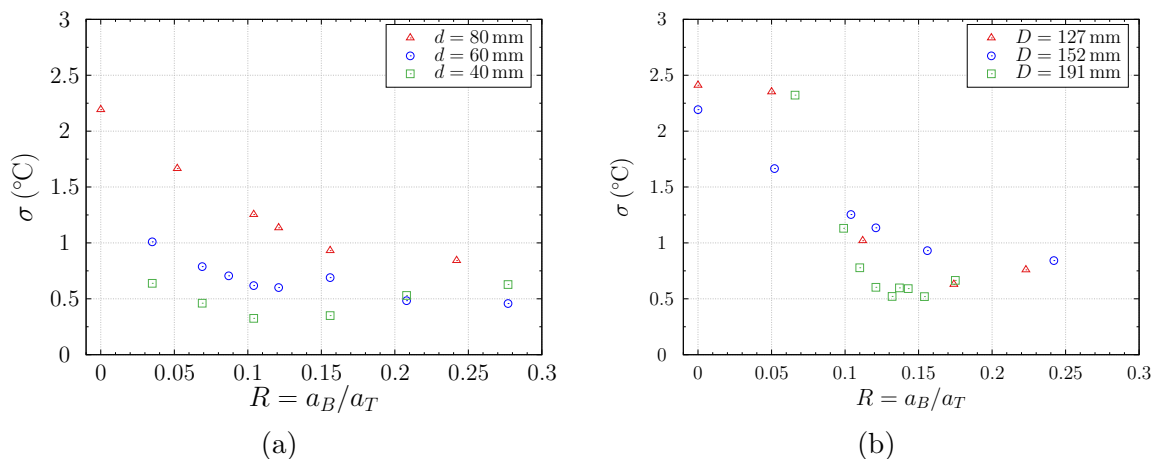 3
2.5
2
1.5
1
0.5
0
σ (°C)
0 0.05 0.1 0.15 0.2 0.25 0.3
R = a_B/a_T
d = 80 mm
d = 60 mm
d = 40 mm
(a)
3
2.5
2
1.5
1
0.5
0
σ (°C)
0 0.05 0.1 0.15 0.2 0.25 0.3
R = a_B/a_T
D = 127 mm
D = 152 mm
D = 191 mm
(b)